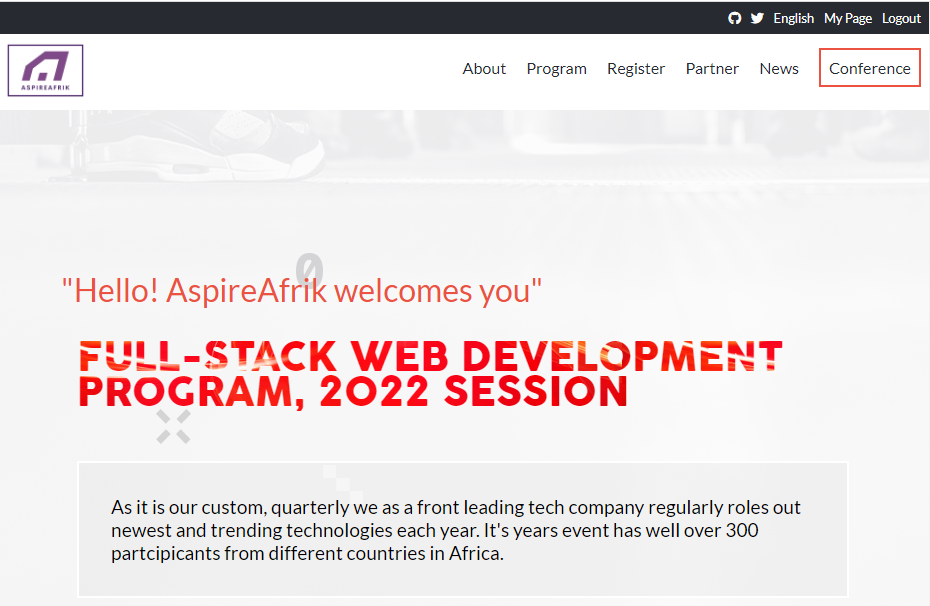 English My Page Logout
ASPIREAFRIK
About Program Register Partner News Conference
0
"Hello! AspireAfrik welcomes you"
FULL-STACK WEB DEVELOPMENT
PROGRAM, 2022 SESSION
As it is our custom, quarterly we as a front leading tech company regularly roles out
newest and trending technologies each year. It's years event has well over 300
partcipicants from different countries in Africa.